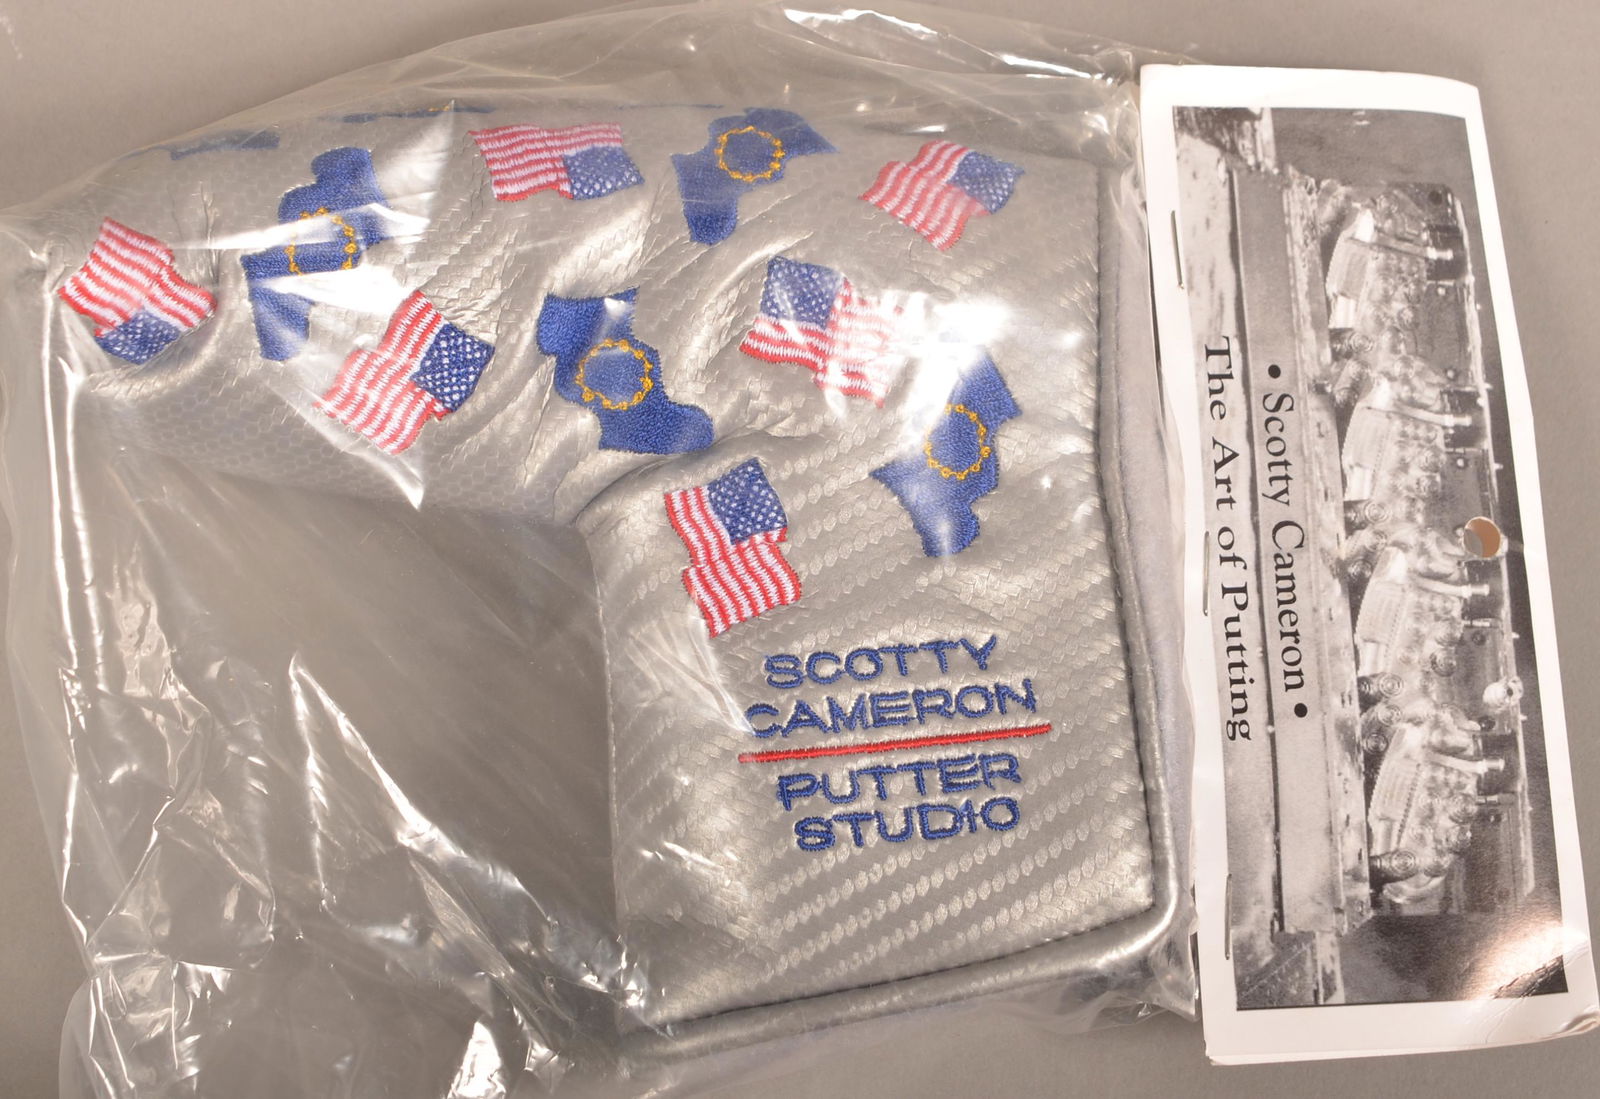 SCOTTY
CAMERON
PUTTER
STUDIO
• Scotty Cameron •
The Art of Putting